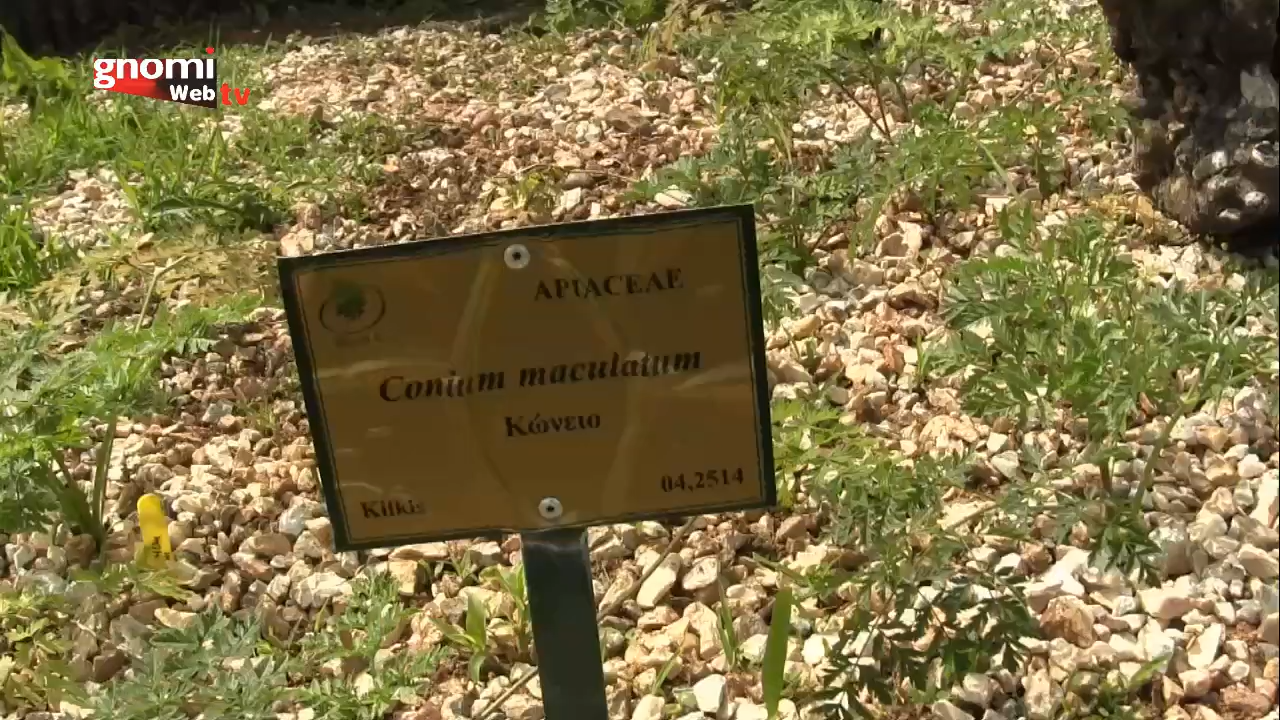 gnomi
Web tv
APIACEAE
Conium maculatum
Κώνειο
Kilkis
04,2514